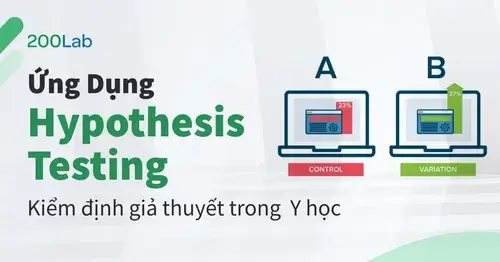 200Lab
Ứng Dụng
Hypothesis
Testing
Kiểm định giả thuyết trong Y học
A
B
23%
37%
CONTROL
VARIATION